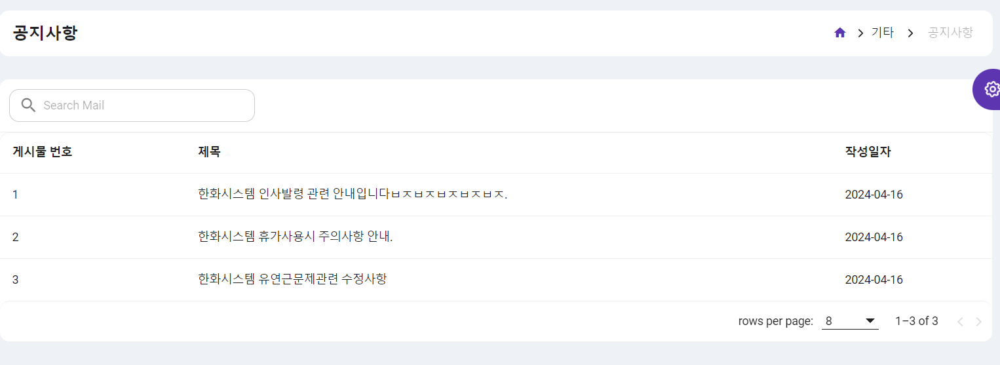 공지사항
기타 공지사항
Search Mail
게시물 번호 제목 작성일자
1 한화시스템 인사발령 관련 안내입니다ㅂㅈㅂㅈㅂㅈㅂㅈㅂㅈ. 2024-04-16
2 한화시스템 휴가사용시 주의사항 안내. 2024-04-16
3 한화시스템 유연근문제관련 수정사항 2024-04-16
rows per page: 8 1–3 of 3